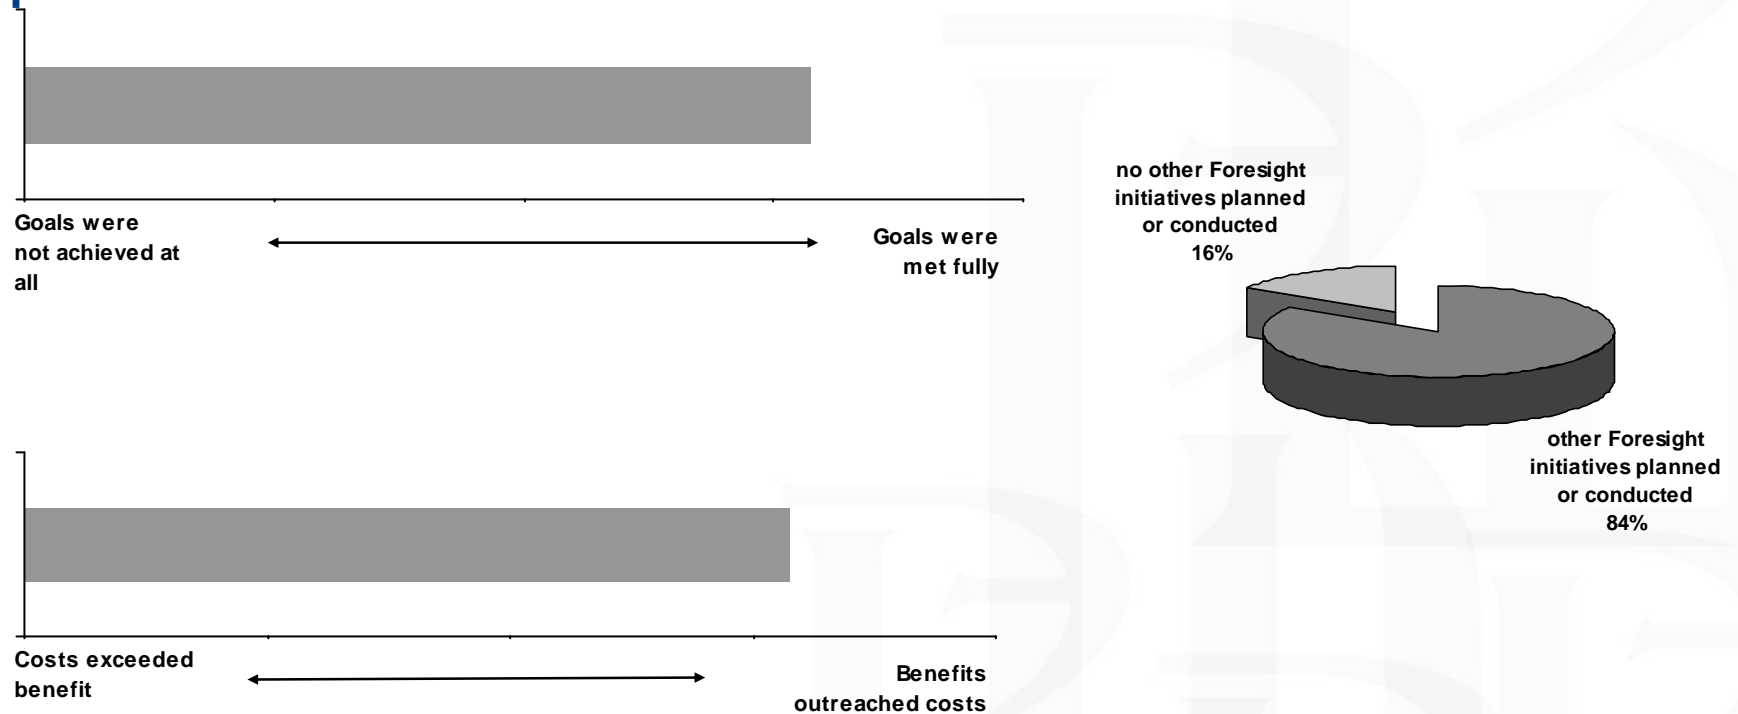 Goals were
not achieved at
all
Goals were
met fully
no other Foresight
initiatives planned
or conducted
16%
other Foresight
initiatives planned
or conducted
84%
Costs exceeded
benefit
Benefits
outreached costs